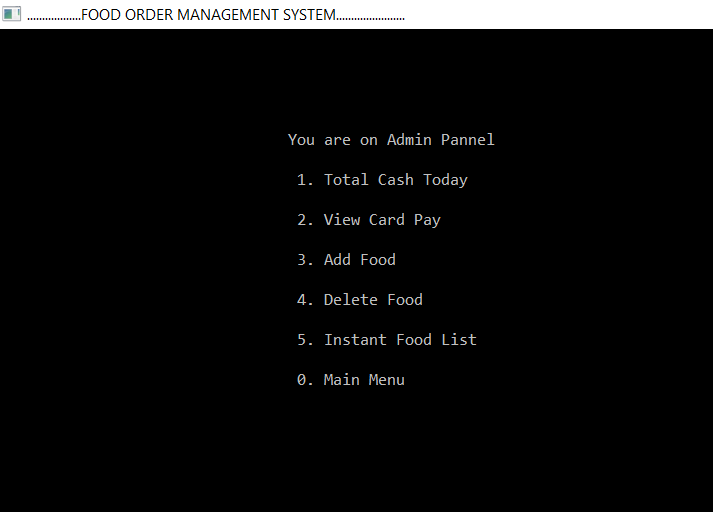 ..................FOOD ORDER MANAGEMENT SYSTEM.......................
You are on Admin Pannel
1. Total Cash Today
2. View Card Pay
3. Add Food
4. Delete Food
5. Instant Food List
0. Main Menu